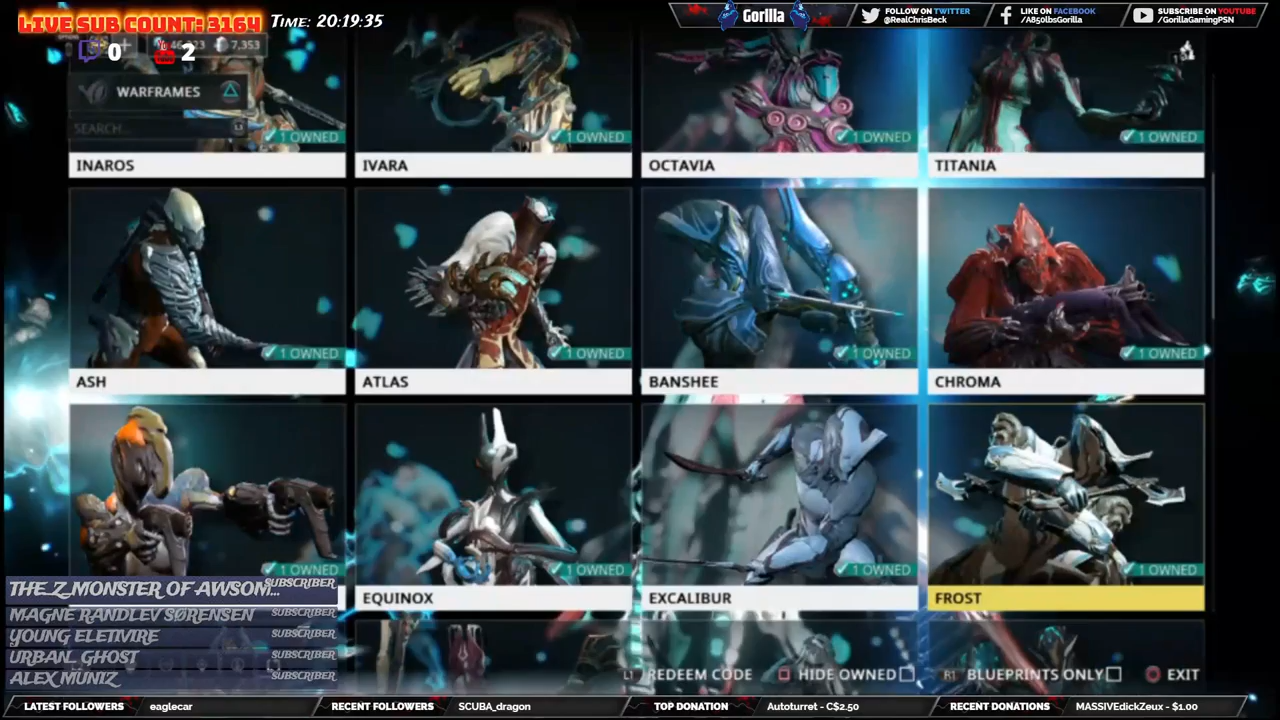 LIVE SUB COUNT: 3164
TIME: 20:19:35
Gorilla
FOLLOW ON TWITTER
@RealChrisBeck
LIKE ON FACEBOOK
/A850lbsGorilla
SUBSCRIBE ON YOUTUBE
/GorillaGamingPSN
0
2
7,353
WARFRAMES
SEARCH...
1 OWNED
1 OWNED
1 OWNED
1 OWNED
INAROS
IVARA
OCTAVIA
TITANIA
1 OWNED
1 OWNED
1 OWNED
1 OWNED
ASH
ATLAS
BANSHEE
CHROMA
1 OWNED
1 OWNED
1 OWNED
1 OWNED
EQUINOX
EXCALIBUR
FROST
THE Z MONSTER OF AWSOM... SUBSCRIBER
MAGNE RANDLEV SØRENSEN SUBSCRIBER
YOUNG ELETIVIRE SUBSCRIBER
URBAN_GHOST SUBSCRIBER
ALEX MUNIZ SUBSCRIBER
L1 REDEEM CODE
HIDE OWNED
R1 BLUEPRINTS ONLY
EXIT
LATEST FOLLOWERS eaglecar
RECENT FOLLOWERS SCUBA_dragon
TOP DONATION Autoturret - C$2.50
RECENT DONATIONS MASSIVEdickZeux - $1.00